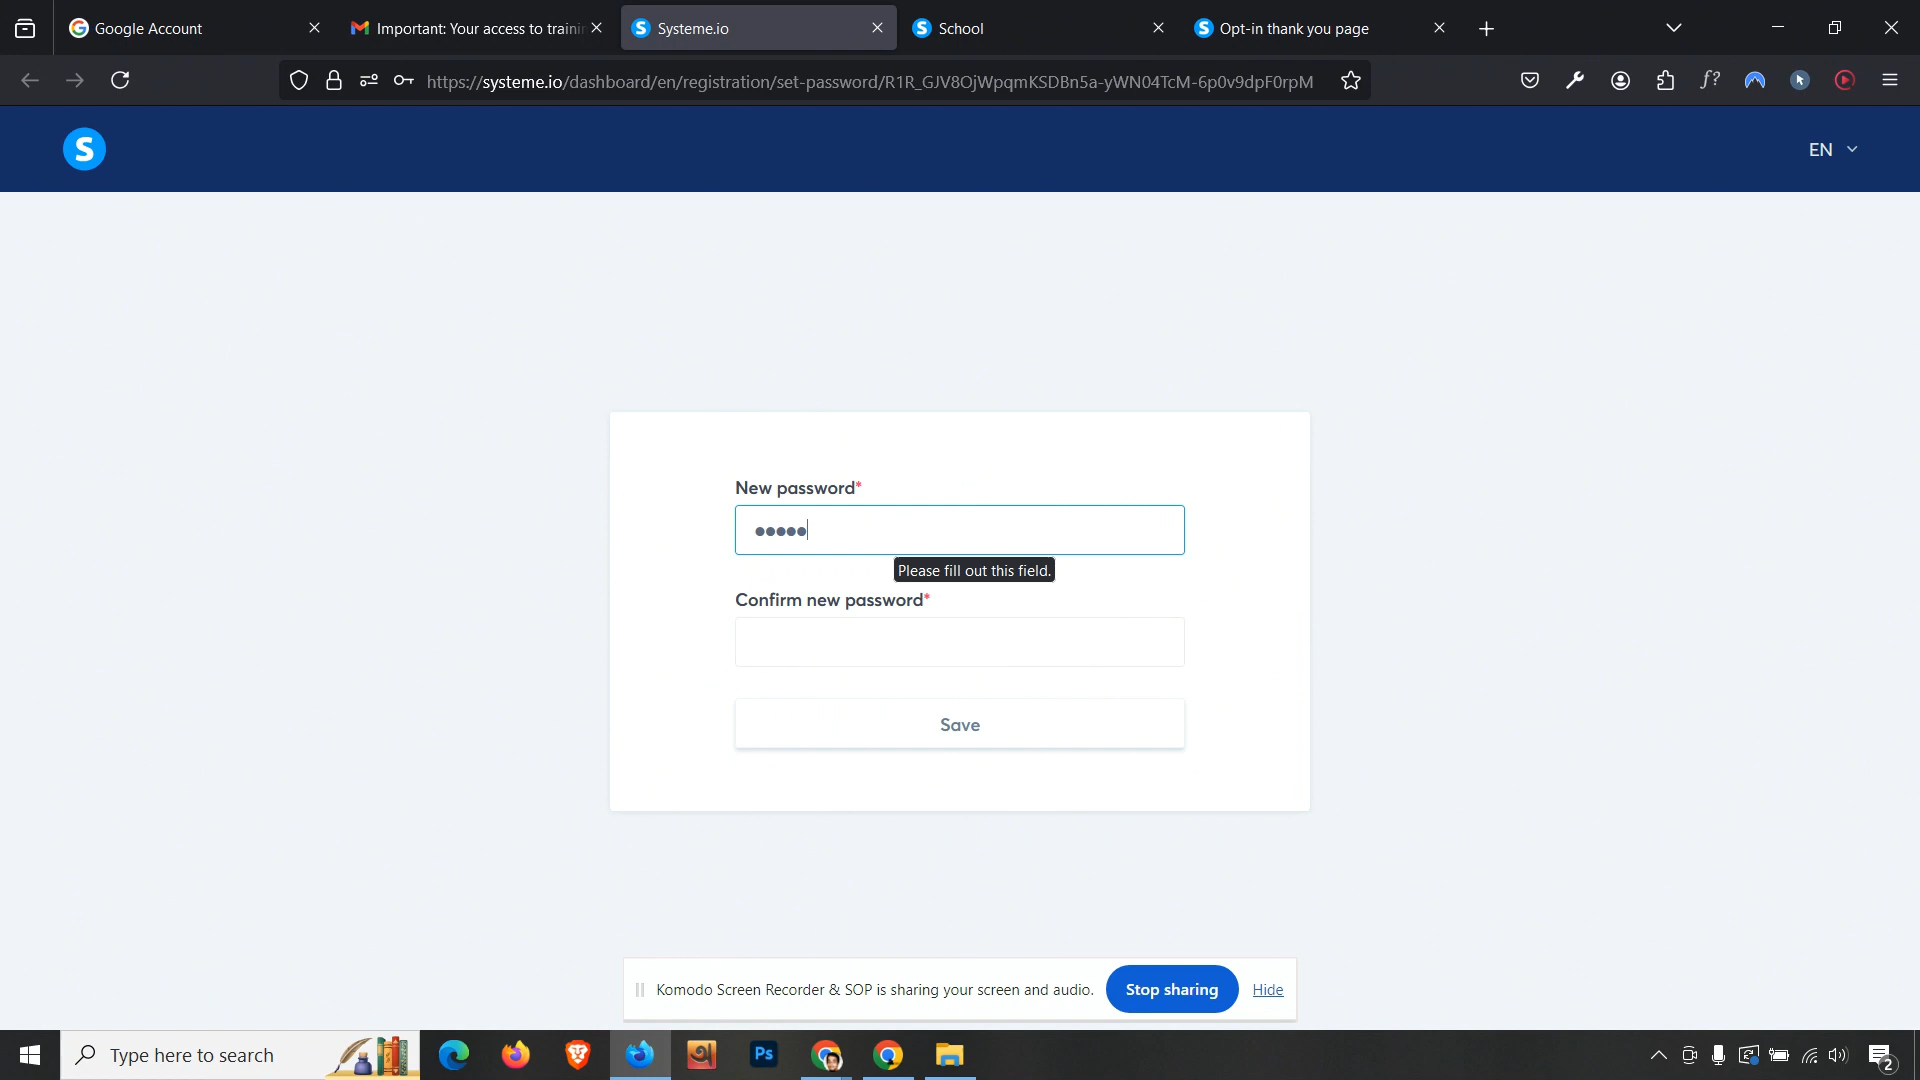 Google Account
Important: Your access to traini
Systeme.io
School
Opt-in thank you page
https://systeme.io/dashboard/en/registration/set-password/R1R_GJV8OjWpqmKSDBn5a-yWN04TcM-6p0v9dpF0rpM
S
EN
New password*
●●●●●
Please fill out this field.
Confirm new password*
Save
Komodo Screen Recorder & SOP is sharing your screen and audio.
Stop sharing
Hide
Type here to search
Ps
2